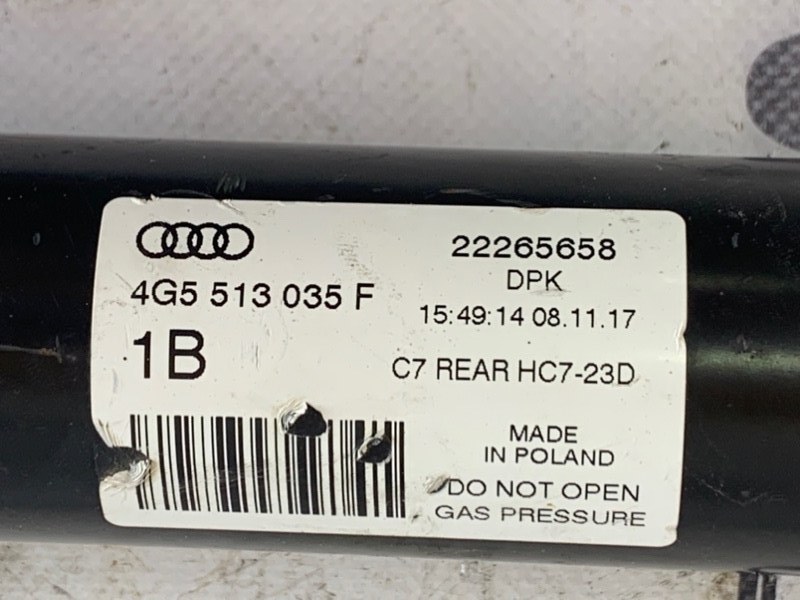 4G5 513 035 F
1B
22265658
DPK
15:49:14 08.11.17
C7 REAR HC7-23D
MADE
IN POLAND
DO NOT OPEN
GAS PRESSURE